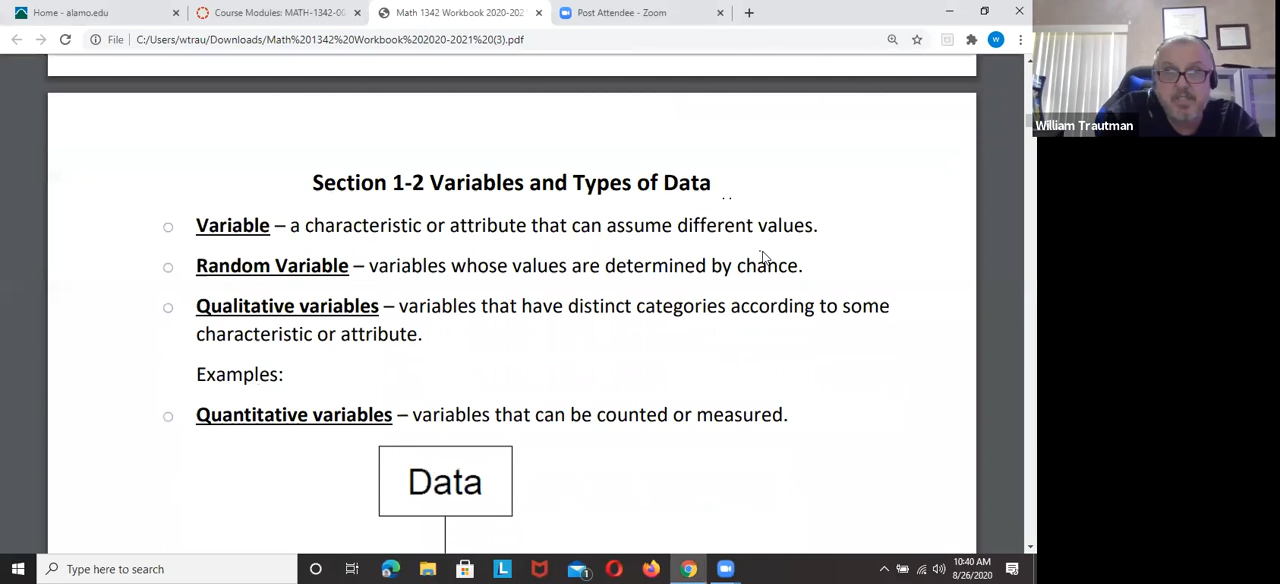 Home - alamo.edu
Course Modules: MATH-1342-00
Math 1342 Workbook 2020-202
Post Attendee - Zoom
File
C:/Users/wtrau/Downloads/Math%201342%20Workbook%202020-2021%20(3).pdf
W
William Trautman
Section 1-2 Variables and Types of Data
Variable – a characteristic or attribute that can assume different values.
Random Variable – variables whose values are determined by chance.
Qualitative variables – variables that have distinct categories according to some
characteristic or attribute.
Examples:
Quantitative variables – variables that can be counted or measured.
Data
Type here to search
L
1
10:40 AM
8/26/2020